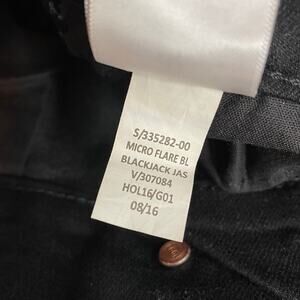 S/335282-00
MICRO FLARE BL
BLACKJACK JAS
V/307084
HOL16/G01
08/16